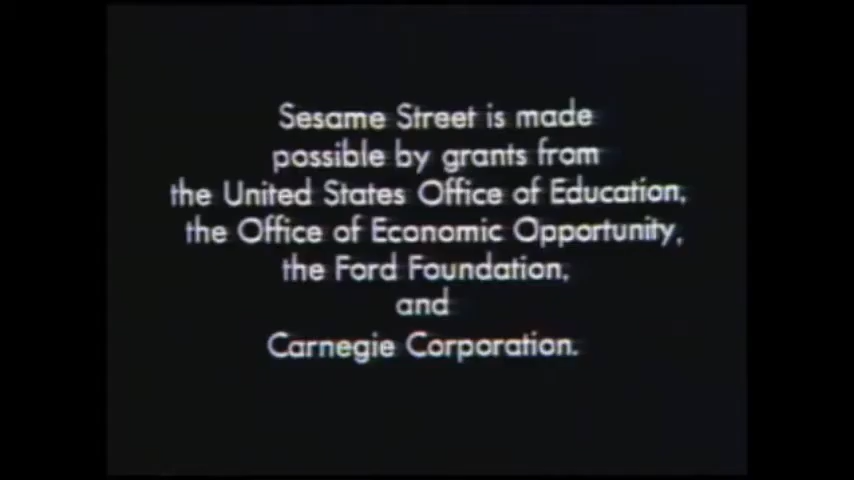 Sesame Street is made
possible by grants from
the United States Office of Education,
the Office of Economic Opportunity,
the Ford Foundation,
and
Carnegie Corporation.